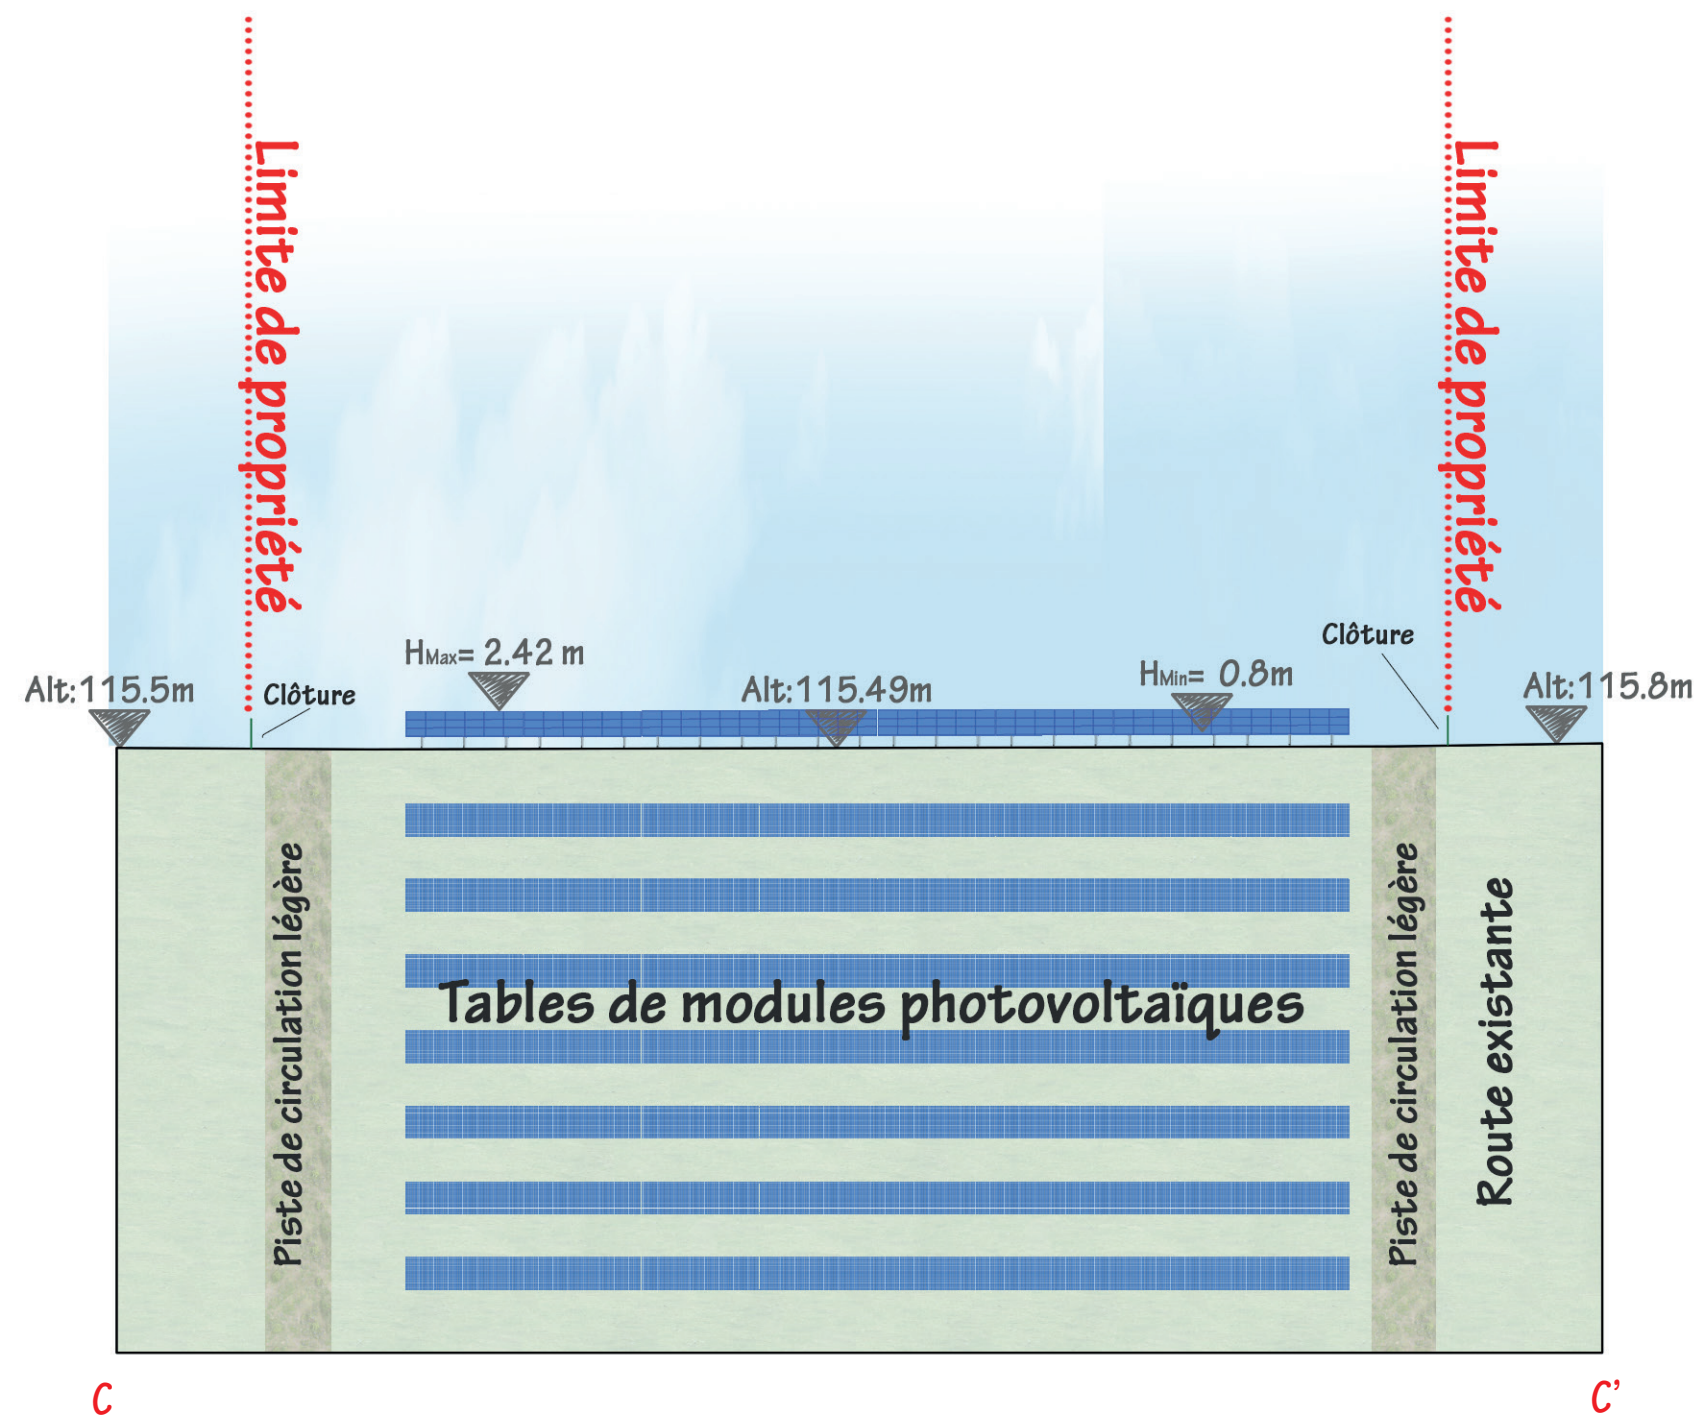 Limite de propriété
Limite de propriété
Clôture
HMax= 2.42 m
HMin= 0.8m
Alt:115.5m
Clôture
Alt:115.49m
Alt:115.8m
Piste de circulation légère
Tables de modules photovoltaïques
Piste de circulation légère
Route existante
C
C'